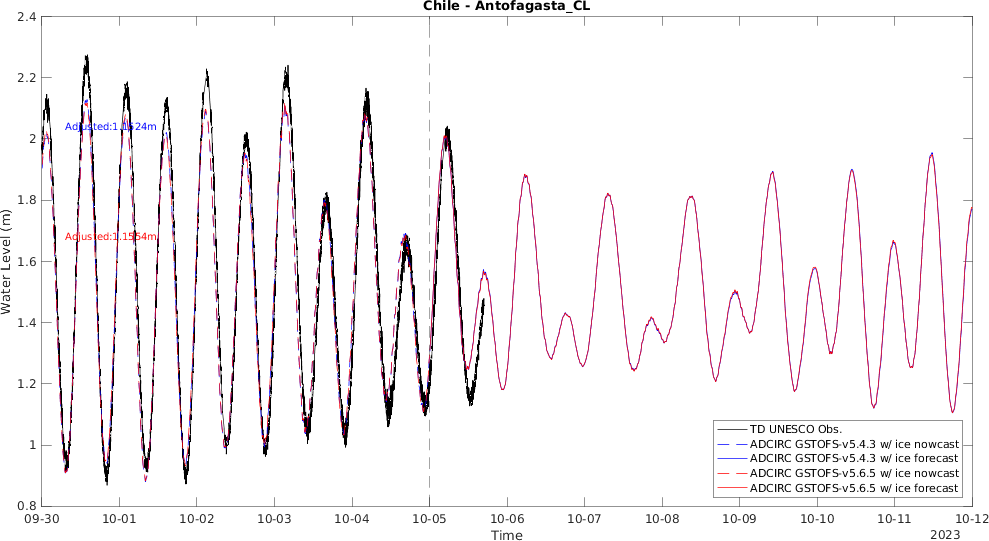 Chile - Antofagasta_CL
2.4
2.2
2
1.8
1.6
1.4
1.2
1
0.8
Water Level (m)
Adjusted:1.1524m
Adjusted:1.1554m
TD UNESCO Obs.
ADCIRC GSTOFS-v5.4.3 w/ ice nowcast
ADCIRC GSTOFS-v5.4.3 w/ ice forecast
ADCIRC GSTOFS-v5.6.5 w/ ice nowcast
ADCIRC GSTOFS-v5.6.5 w/ ice forecast
09-30 10-01 10-02 10-03 10-04 10-05 10-06 10-07 10-08 10-09 10-10 10-11 10-12
Time
2023